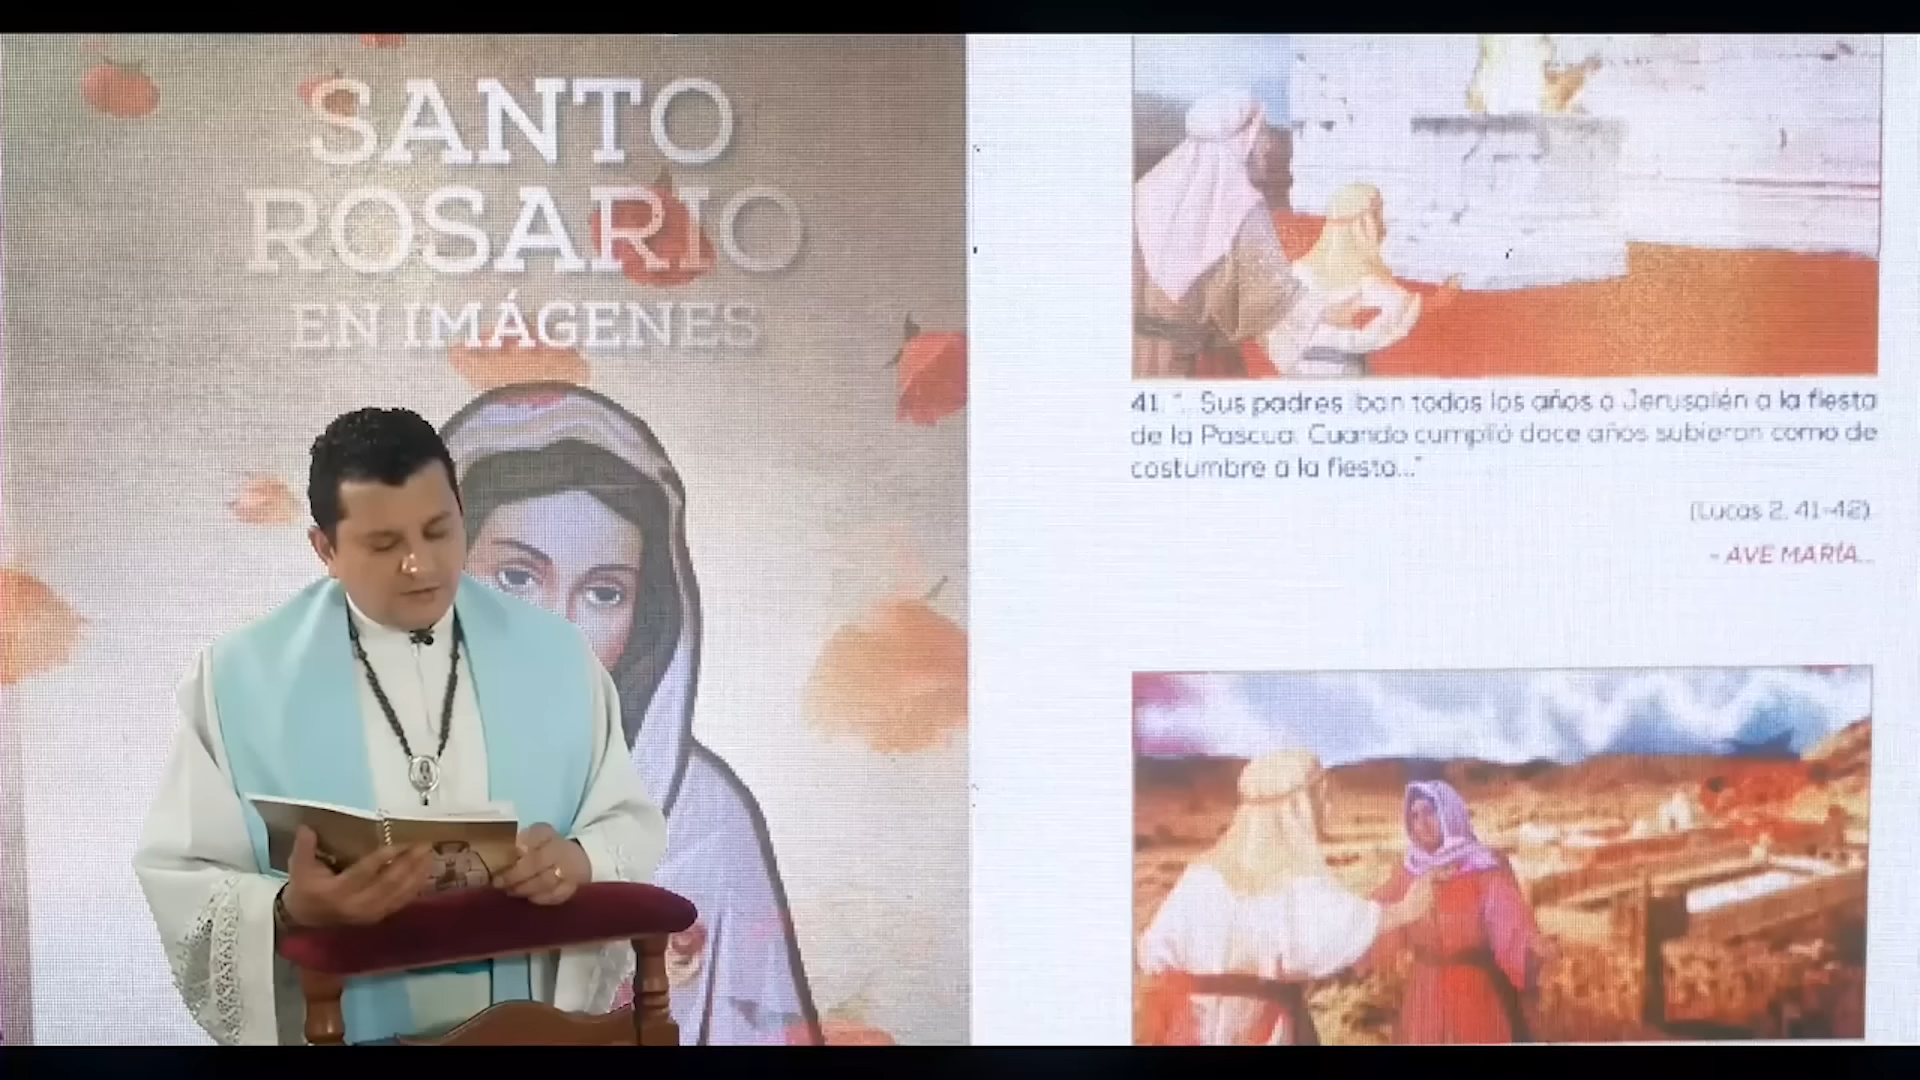 SANTO
ROSARIO
EN IMÁGENES
41. "... Sus padres iban todos los años a Jerusalén a la fiesta
de la Pascua. Cuando cumplió doce años subieron como de
costumbre a la fiesta..."
(Lucas 2, 41-42)
- AVE MARÍA...